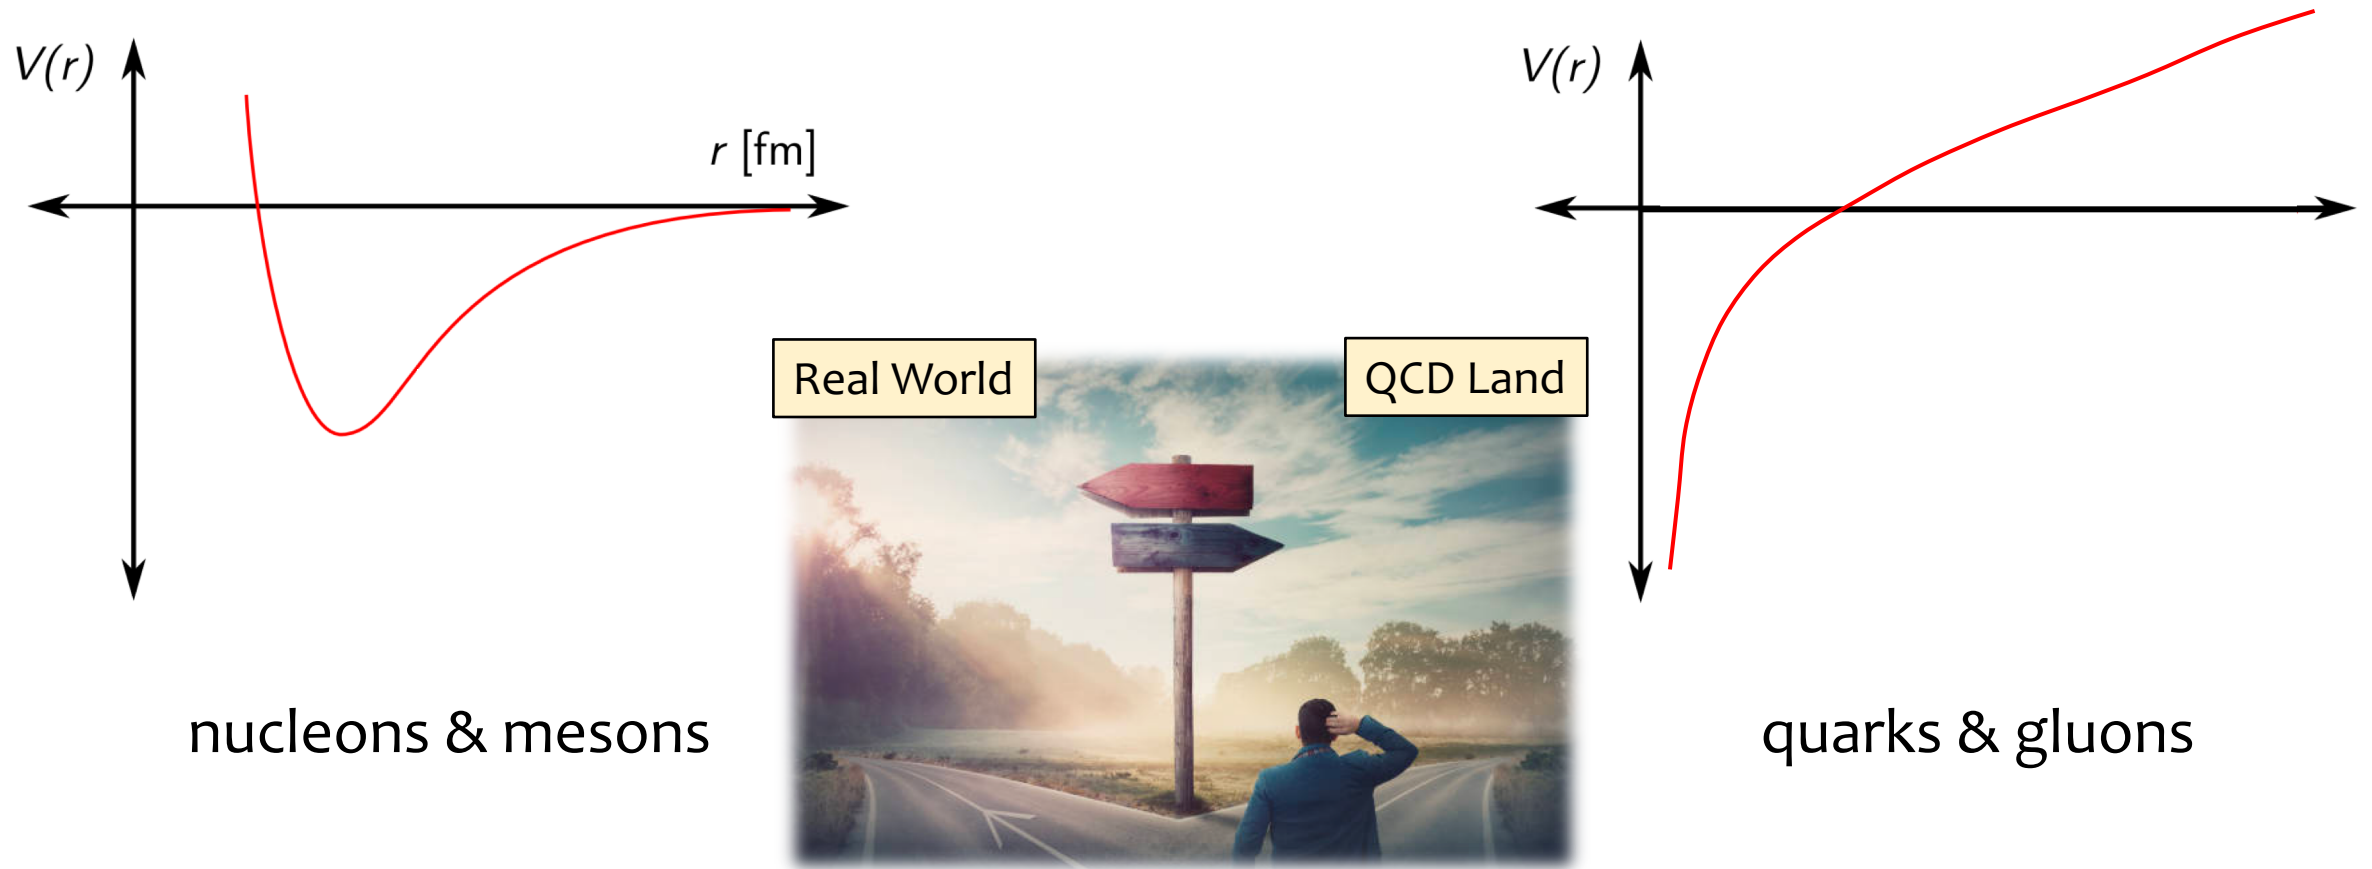 V(r)
r [fm]
V(r)
Real World
QCD Land
nucleons & mesons
quarks & gluons